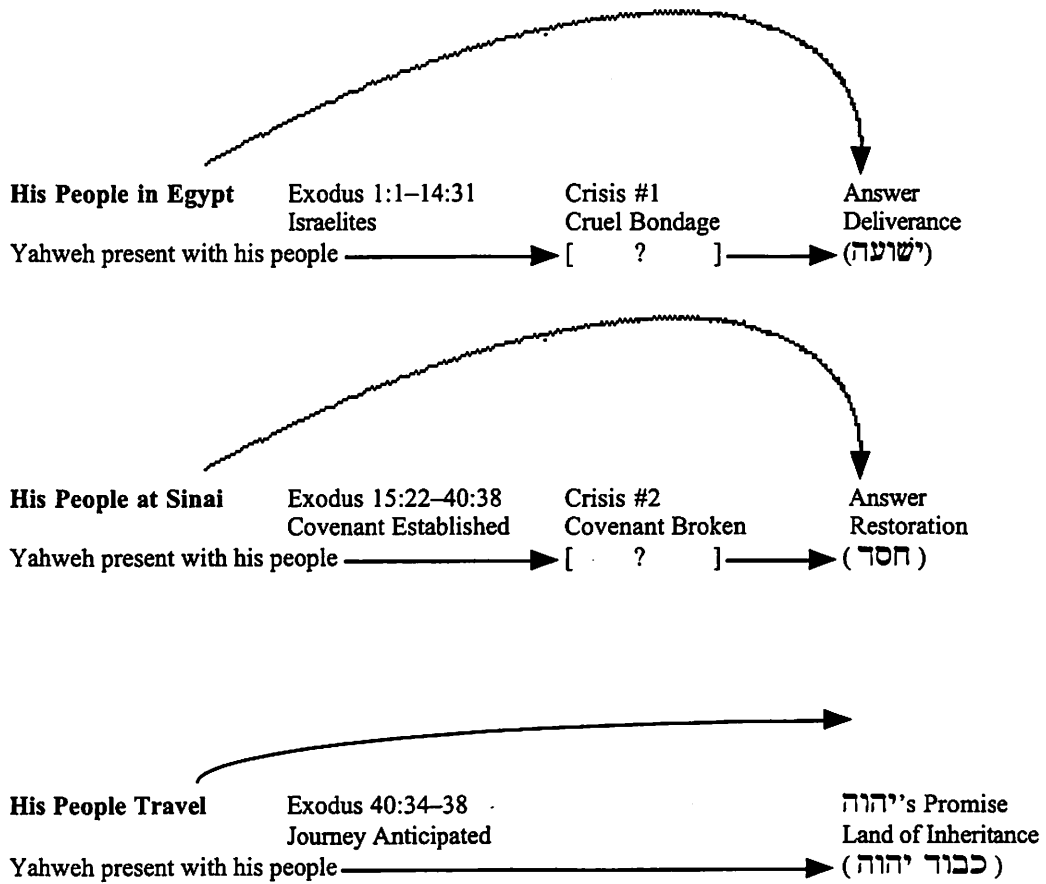 His People in Egypt Exodus 1:1–14:31 Crisis #1 Answer
Israelites Cruel Bondage Deliverance
Yahweh present with his people [ ? ] (ישׁועה)
His People at Sinai Exodus 15:22–40:38 Crisis #2 Answer
Covenant Established Covenant Broken Restoration
Yahweh present with his people [ ? ] ( חסד )
His People Travel Exodus 40:34–38 יהוה's Promise
Journey Anticipated Land of Inheritance
Yahweh present with his people ( כבוד יהוה )